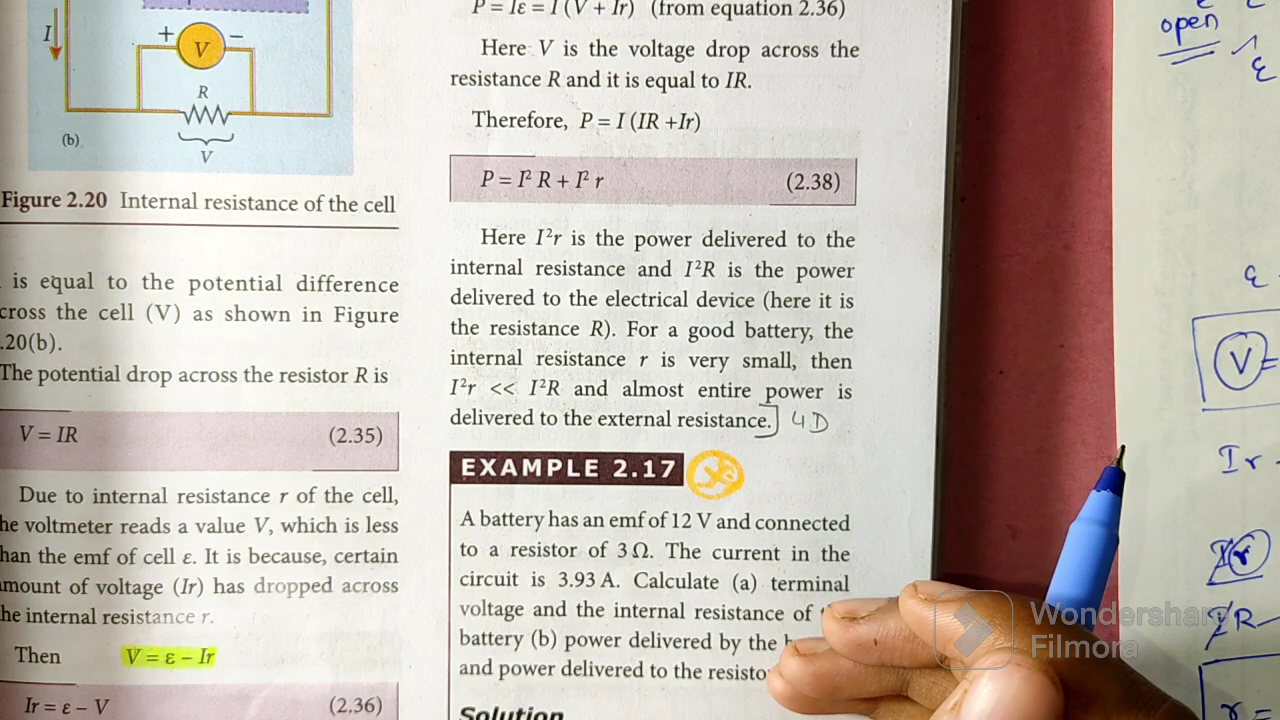 I
+ V −
R
(b)
V
Figure 2.20 Internal resistance of the cell
is equal to the potential difference
cross the cell (V) as shown in Figure
.20(b).
The potential drop across the resistor R is
V = IR (2.35)
Due to internal resistance r of the cell,
he voltmeter reads a value V, which is less
han the emf of cell ε. It is because, certain
mount of voltage (Ir) has dropped across
he internal resistance r.
Then V = ε – Ir
Ir = ε – V (2.36)
P = Iε = I (V + Ir) (from equation 2.36)
Here V is the voltage drop across the
resistance R and it is equal to IR.
Therefore, P = I (IR + Ir)
P = I² R + I² r (2.38)
Here I²r is the power delivered to the
internal resistance and I²R is the power
delivered to the electrical device (here it is
the resistance R). For a good battery, the
internal resistance r is very small, then
I²r << I²R and almost entire power is
delivered to the external resistance.] 4D
EXAMPLE 2.17
A battery has an emf of 12 V and connected
to a resistor of 3 Ω. The current in the
circuit is 3.93 A. Calculate (a) terminal
voltage and the internal resistance of
battery (b) power delivered by the
and power delivered to the
Solution
open
ε
ε
V =
Ir
Ir
R
r =
Wondershare
Filmora